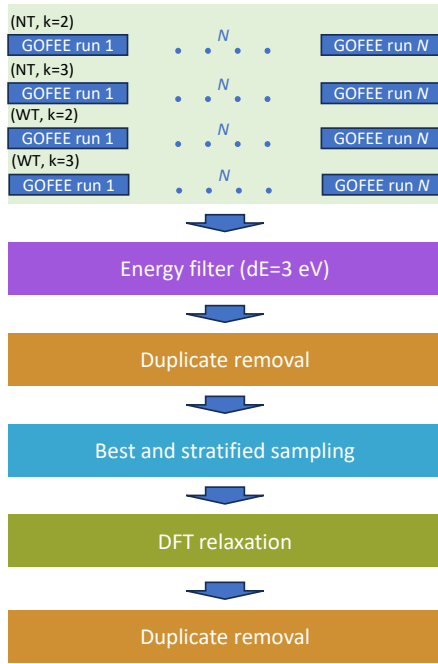 (NT, k=2)
GOFEE run 1 N GOFEE run N
(NT, k=3)
GOFEE run 1 N GOFEE run N
(WT, k=2)
GOFEE run 1 N GOFEE run N
(WT, k=3)
GOFEE run 1 N GOFEE run N
Energy filter (dE=3 eV)
Duplicate removal
Best and stratified sampling
DFT relaxation
Duplicate removal